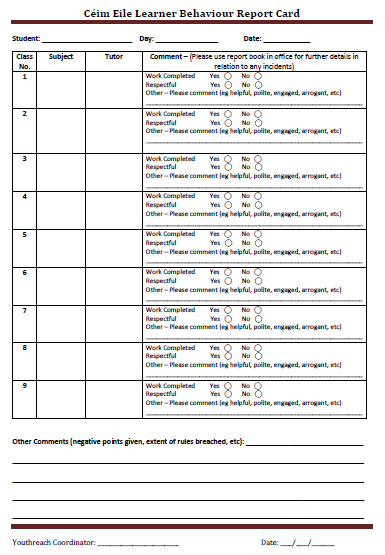 Céim Eile Learner Behaviour Report Card
Student: ____________________ Day: ______________ Date: ____________
Class No. Subject Tutor Comment – (Please use report book in office for further details in relation to any incidents)
1
Work Completed Yes No
Respectful Yes No
Other – Please comment (eg helpful, polite, engaged, arrogant, etc)
2
Work Completed Yes No
Respectful Yes No
Other – Please comment (eg helpful, polite, engaged, arrogant, etc)
3
Work Completed Yes No
Respectful Yes No
Other – Please comment (eg helpful, polite, engaged, arrogant, etc)
4
Work Completed Yes No
Respectful Yes No
Other – Please comment (eg helpful, polite, engaged, arrogant, etc)
5
Work Completed Yes No
Respectful Yes No
Other – Please comment (eg helpful, polite, engaged, arrogant, etc)
6
Work Completed Yes No
Respectful Yes No
Other – Please comment (eg helpful, polite, engaged, arrogant, etc)
7
Work Completed Yes No
Respectful Yes No
Other – Please comment (eg helpful, polite, engaged, arrogant, etc)
8
Work Completed Yes No
Respectful Yes No
Other – Please comment (eg helpful, polite, engaged, arrogant, etc)
9
Work Completed Yes No
Respectful Yes No
Other – Please comment (eg helpful, polite, engaged, arrogant, etc)
Other Comments (negative points given, extent of rules breached, etc): ____________________
Youthreach Coordinator: ____________________ Date: ___/___/______